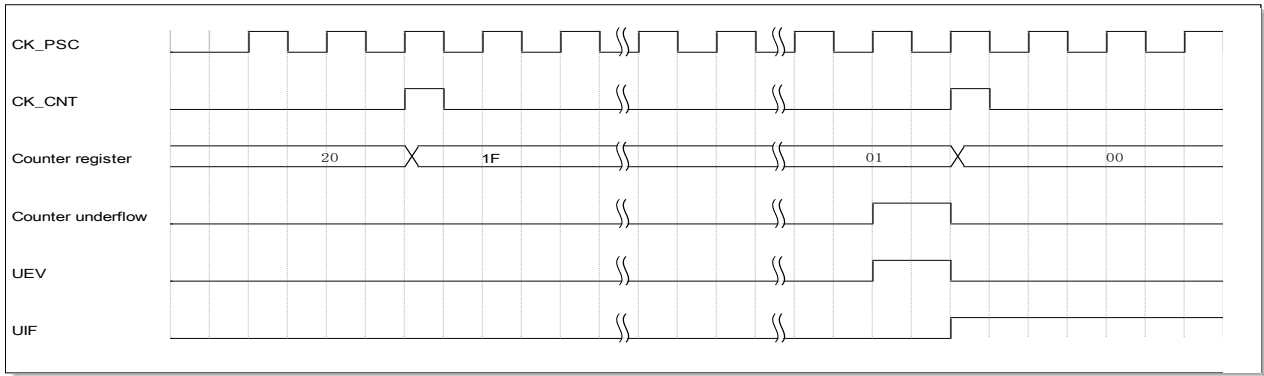 CK_PSC
CK_CNT
Counter register 20 1F 01 00
Counter underflow
UEV
UIF